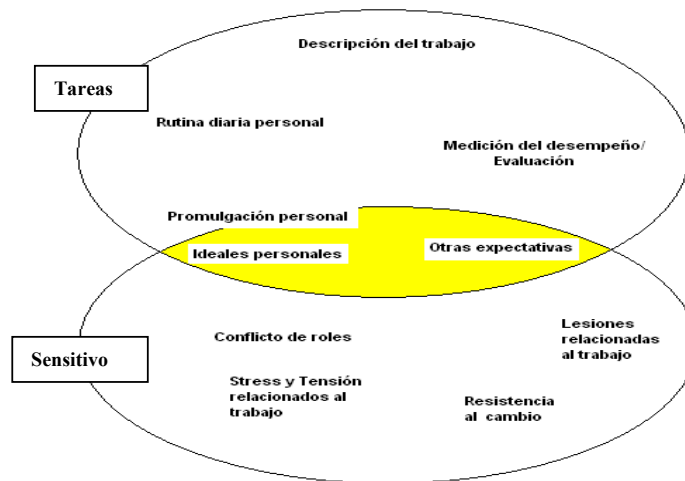 Descripción del trabajo
Tareas
Rutina diaria personal
Medición del desempeño/
Evaluación
Promulgación personal
Ideales personales
Otras expectativas
Conflicto de roles
Lesiones
relacionadas
al trabajo
Sensitivo
Stress y Tensión
relacionados al
trabajo
Resistencia
al cambio